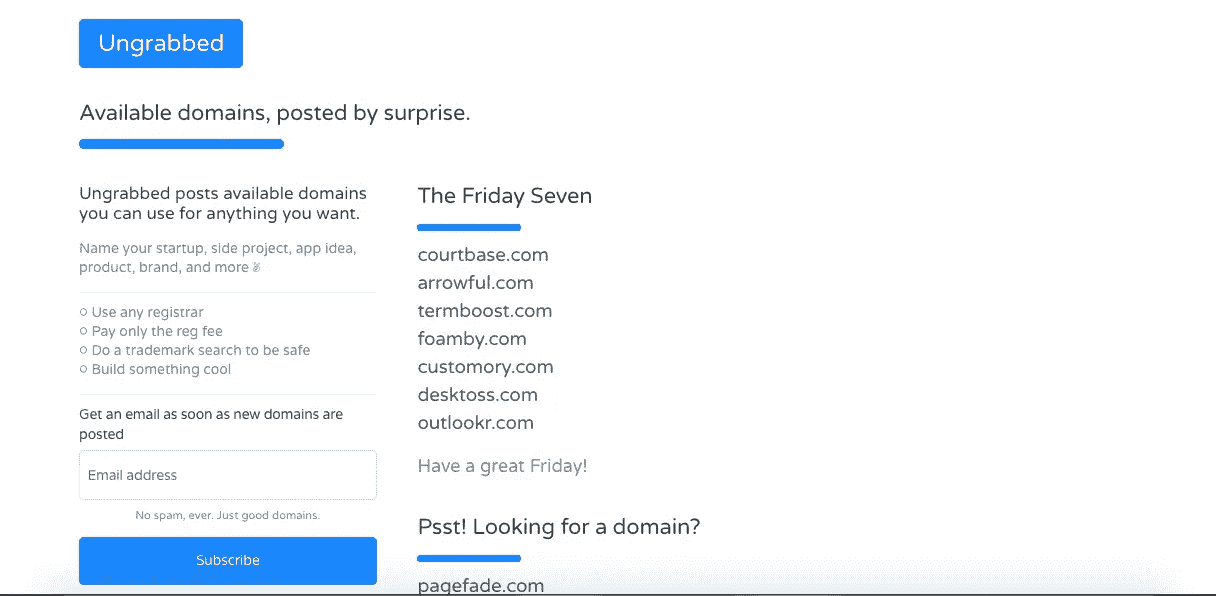 Ungrabbed
Available domains, posted by surprise.
Ungrabbed posts available domains
you can use for anything you want.
Name your startup, side project, app idea,
product, brand, and more ✌
○ Use any registrar
○ Pay only the reg fee
○ Do a trademark search to be safe
○ Build something cool
Get an email as soon as new domains are
posted
Email address
No spam, ever. Just good domains.
Subscribe
The Friday Seven
courtbase.com
arrowful.com
termboost.com
foamby.com
customory.com
desktoss.com
outlookr.com
Have a great Friday!
Psst! Looking for a domain?
pagefade.com